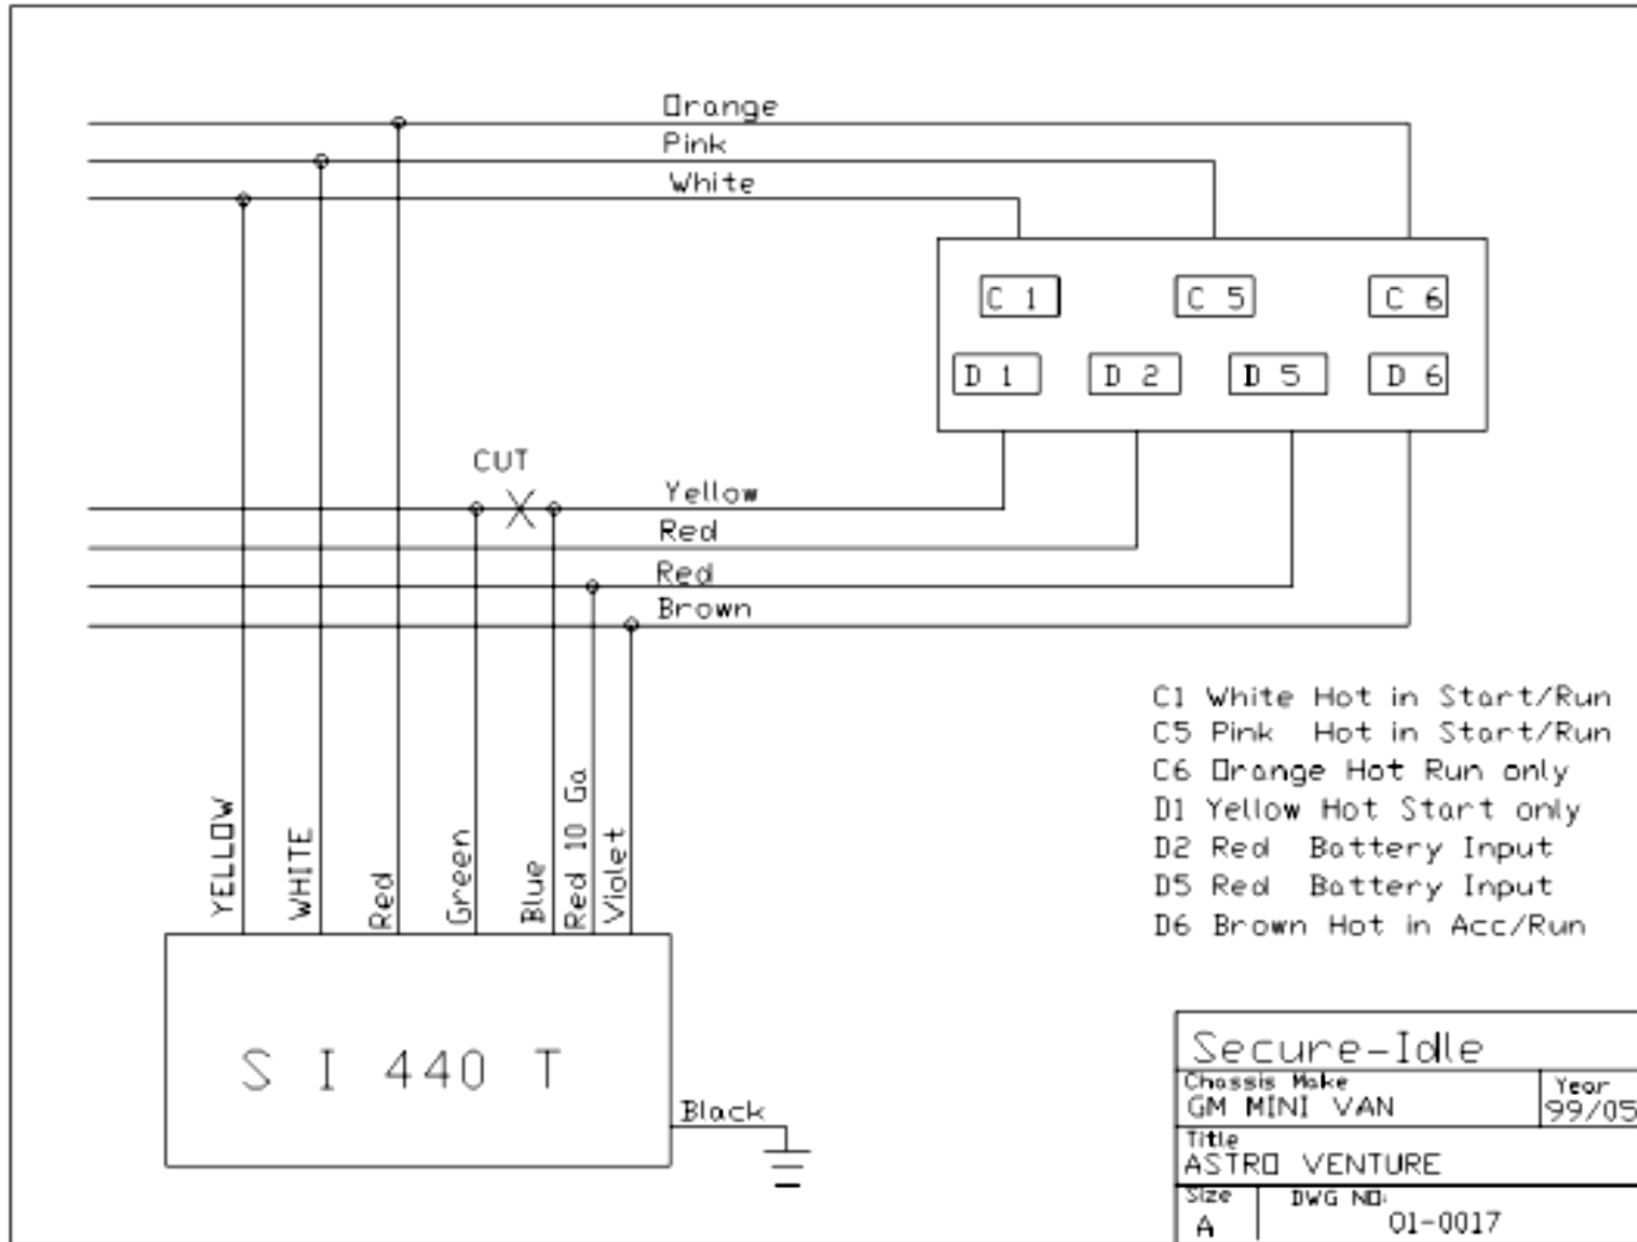 Orange
Pink
White
C 1
C 5
C 6
D 1
D 2
D 5
D 6
CUT
Yellow
Red
Red
Brown
YELLOW
WHITE
Red
Green
Blue
Red 10 Ga
Violet
S I 440 T
Black
C1 White Hot in Start/Run
C5 Pink Hot in Start/Run
C6 Orange Hot Run only
D1 Yellow Hot Start only
D2 Red Battery Input
D5 Red Battery Input
D6 Brown Hot in Acc/Run
Secure-Idle
Chassis Make
GM MINI VAN
Year
99/05
Title
ASTRO VENTURE
Size
A
DWG NO:
01-0017